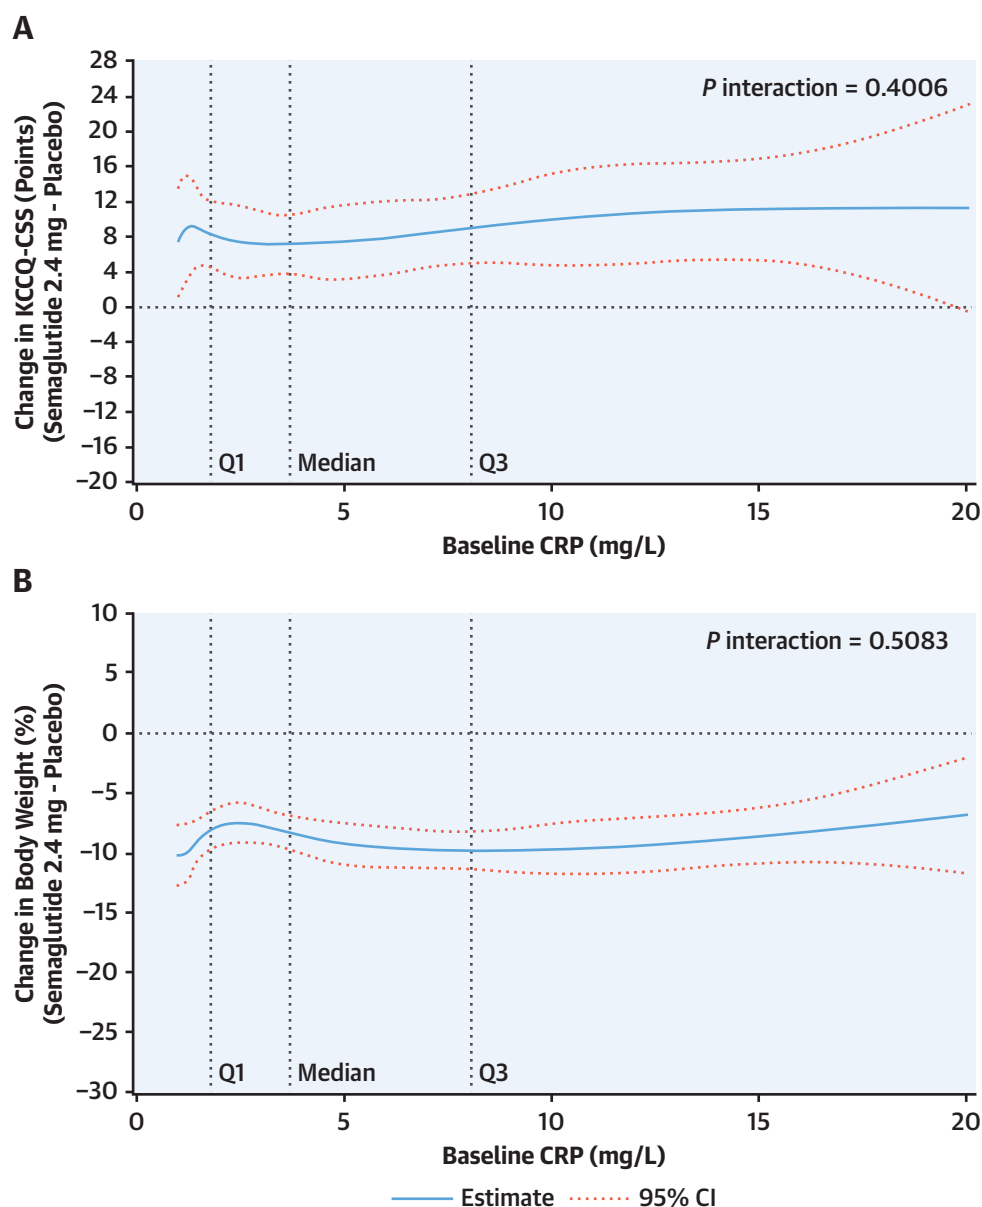 A
Change in KCCQ-CSS (Points)
(Semaglutide 2.4 mg - Placebo)
28
24
20
16
12
8
4
0
−4
−8
−12
−16
−20
P interaction = 0.4006
Q1
Median
Q3
0
5
10
15
20
Baseline CRP (mg/L)
B
Change in Body Weight (%)
(Semaglutide 2.4 mg - Placebo)
10
5
0
−5
−10
−15
−20
−25
−30
P interaction = 0.5083
Q1
Median
Q3
0
5
10
15
20
Baseline CRP (mg/L)
Estimate
95% CI